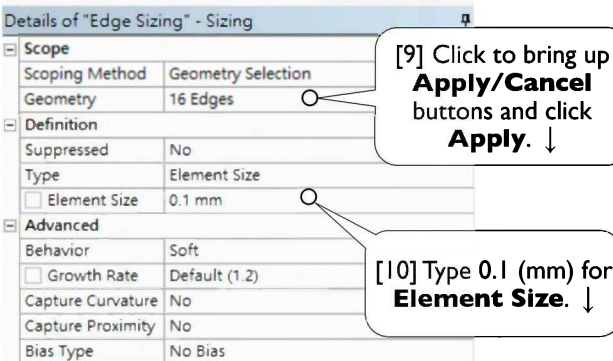 Details of "Edge Sizing" - Sizing
Scope
Scoping Method Geometry Selection
Geometry 16 Edges
Definition
Suppressed No
Type Element Size
Element Size 0.1 mm
Advanced
Behavior Soft
Growth Rate Default (1.2)
Capture Curvature No
Capture Proximity No
Bias Type No Bias
[9] Click to bring up
Apply/Cancel
buttons and click
Apply. ↓
[10] Type 0.1 (mm) for
Element Size. ↓